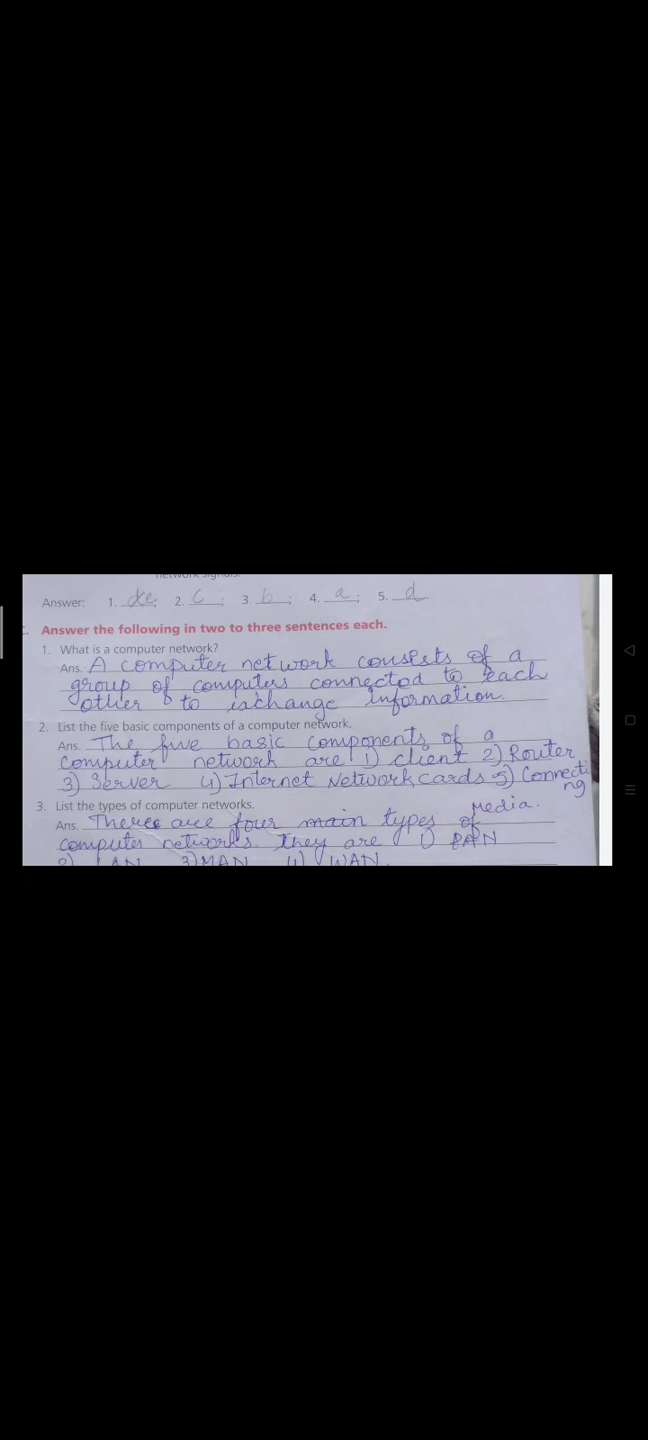 Answer: 1. xe; 2. c; 3. b; 4. a; 5. d
Answer the following in two to three sentences each.
1. What is a computer network?
Ans. A computer network consists of a
group of computers connected to each
other to exchange information.
2. List the five basic components of a computer network.
Ans. The five basic components of a
computer network are 1) client 2) Router
3) Server 4) Internet Network cards 5) Connecti
ng
Media.
3. List the types of computer networks.
Ans. There are four main types of
computer networks. They are 1) PAN
2) LAN 3) MAN 4) WAN